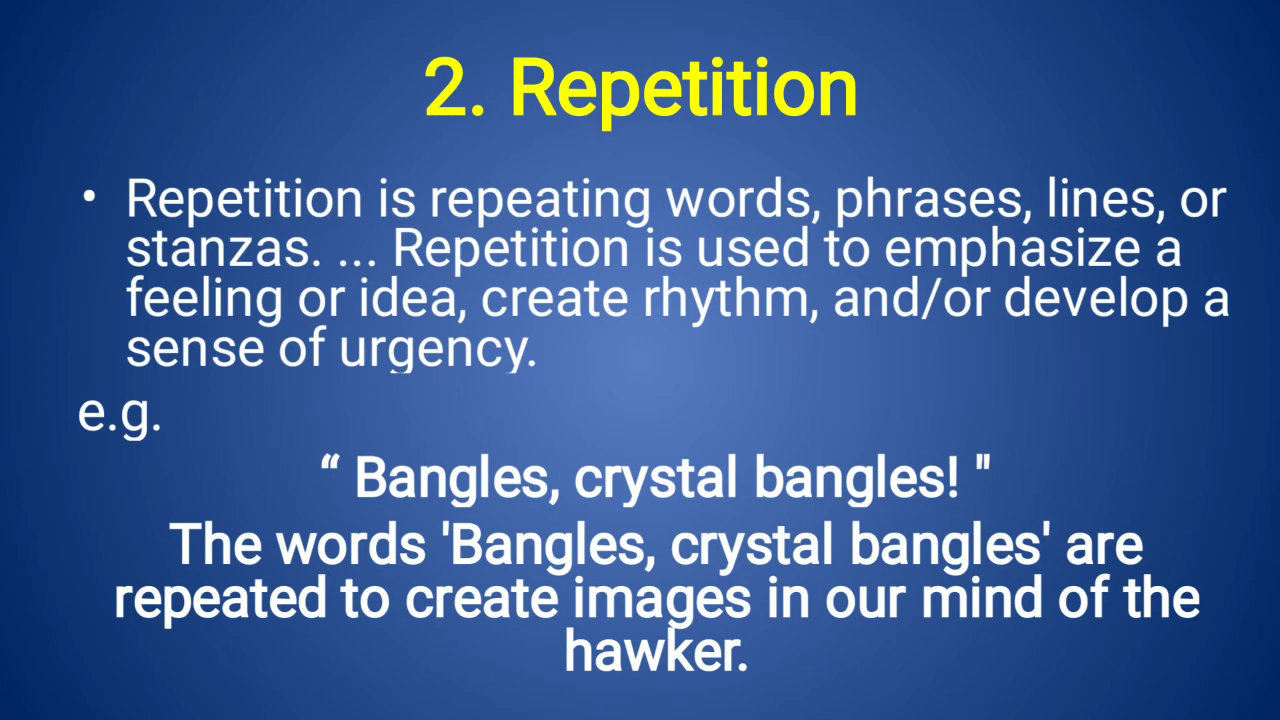 2. Repetition
• Repetition is repeating words, phrases, lines, or
stanzas. ... Repetition is used to emphasize a
feeling or idea, create rhythm, and/or develop a
sense of urgency.
e.g.
“ Bangles, crystal bangles! "
The words 'Bangles, crystal bangles' are
repeated to create images in our mind of the
hawker.